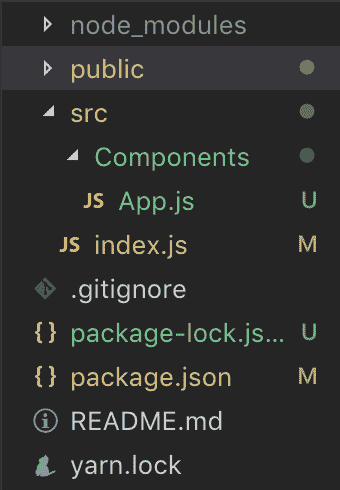 node_modules
public
src
Components
JS App.js U
JS index.js M
.gitignore
{} package-lock.js... U
{} package.json M
README.md
yarn.lock